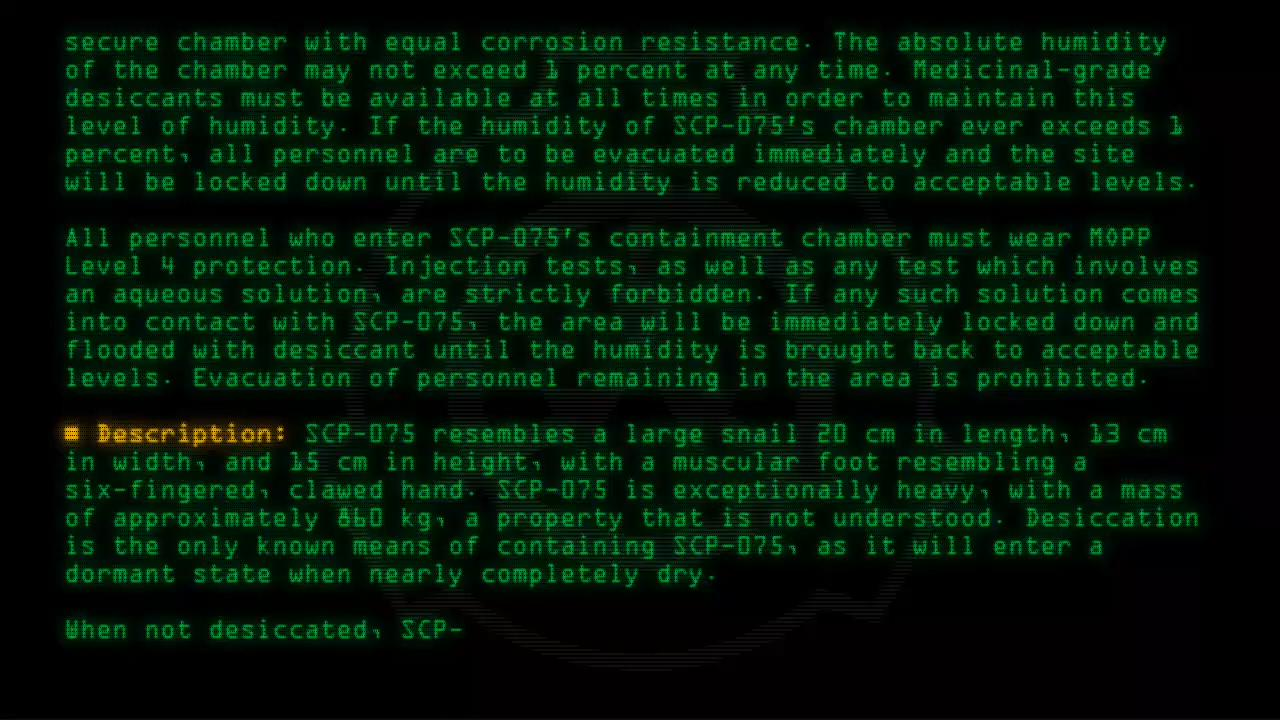 secure chamber with equal corrosion resistance. The absolute humidity
of the chamber may not exceed 1 percent at any time. Medicinal-grade
desiccants must be available at all times in order to maintain this
level of humidity. If the humidity of SCP-075's chamber ever exceeds 1
percent, all personnel are to be evacuated immediately and the site
will be locked down until the humidity is reduced to acceptable levels.
All personnel who enter SCP-075's containment chamber must wear MOPP
Level 4 protection. Injection tests, as well as any test which involves
an aqueous solution, are strictly forbidden. If any such solution comes
into contact with SCP-075, the area will be immediately locked down and
flooded with desiccant until the humidity is brought back to acceptable
levels. Evacuation of personnel remaining in the area is prohibited.
■ Description: SCP-075 resembles a large snail 20 cm in length, 13 cm
in width, and 15 cm in height, with a muscular foot resembling a
six-fingered, clawed hand. SCP-075 is exceptionally heavy, with a mass
of approximately 860 kg, a property that is not understood. Desiccation
is the only known means of containing SCP-075, as it will enter a
dormant state when nearly completely dry.
When not desiccated, SCP-